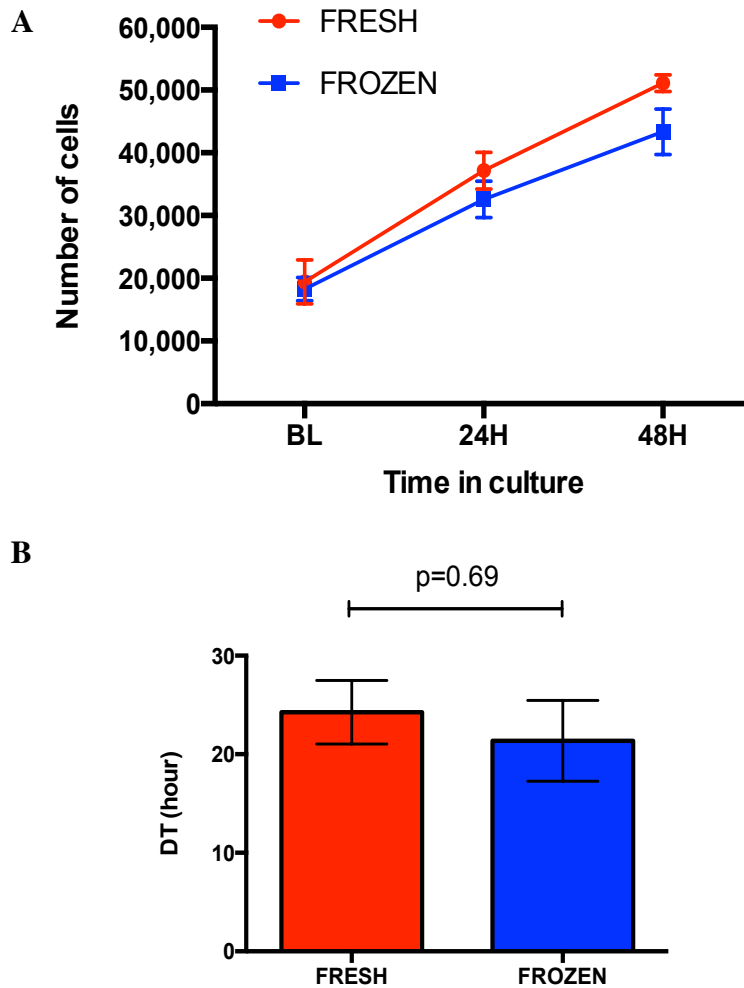 A
FRESH
FROZEN
Number of cells
60,000
50,000
40,000
30,000
20,000
10,000
0
BL 24H 48H
Time in culture
B
p=0.69
DT (hour)
30
20
10
0
FRESH FROZEN